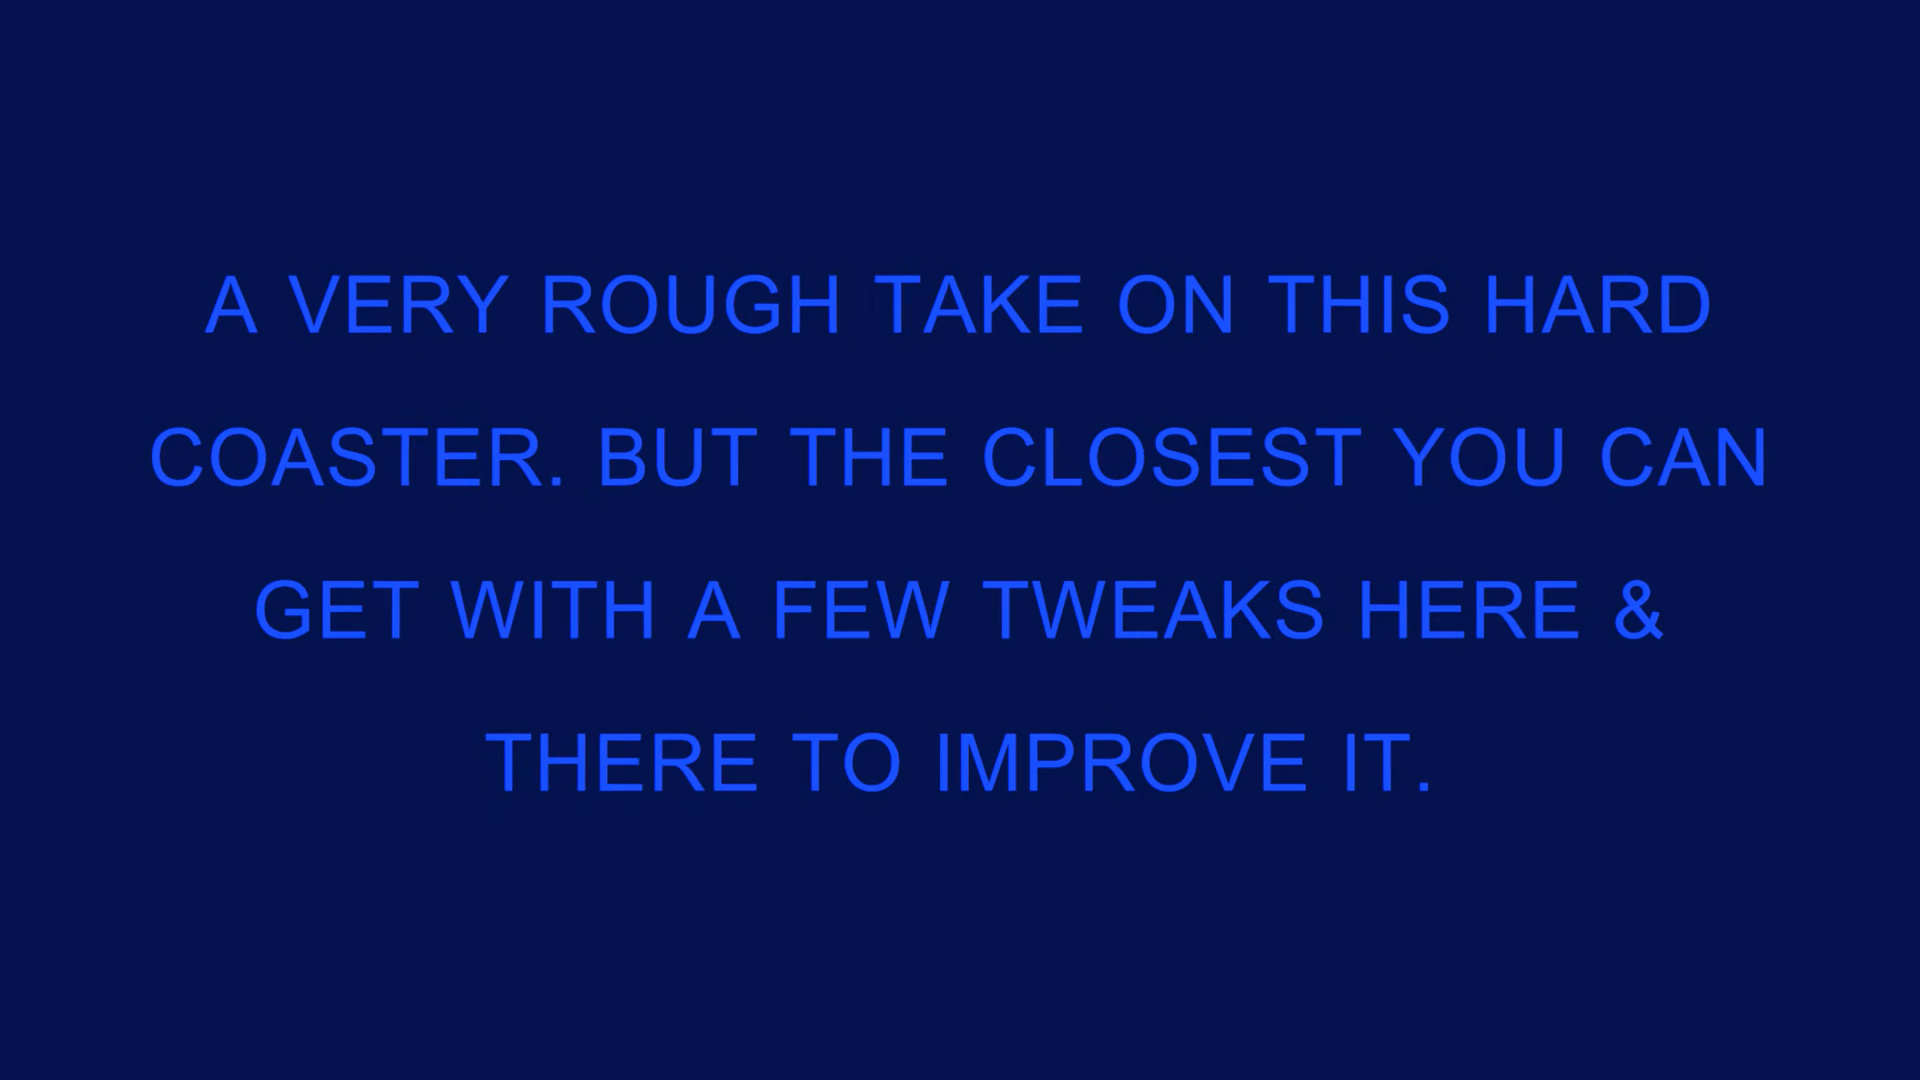 A VERY ROUGH TAKE ON THIS HARD
COASTER. BUT THE CLOSEST YOU CAN
GET WITH A FEW TWEAKS HERE &
THERE TO IMPROVE IT.